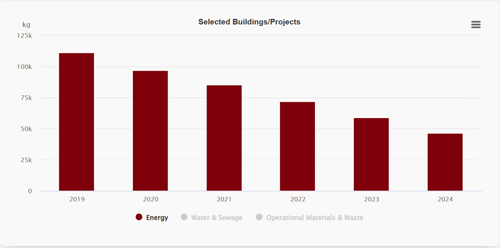 Selected Buildings/Projects
kg
125k
100k
75k
50k
25k
0
2019 2020 2021 2022 2023 2024
Energy Water & Sewage Operational Materials & Waste